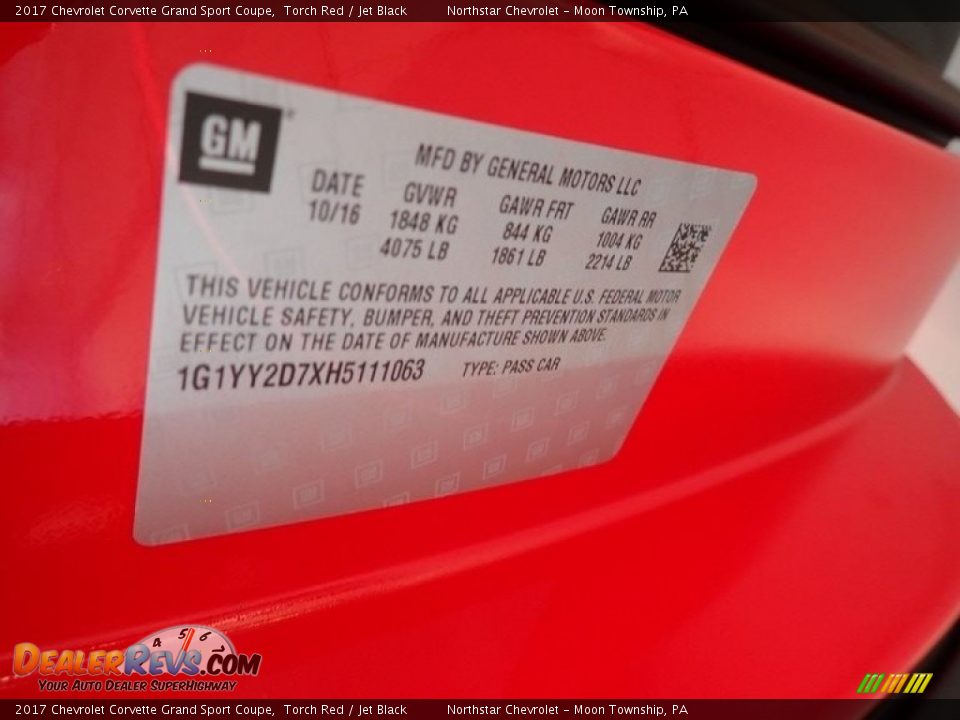 2017 Chevrolet Corvette Grand Sport Coupe,  Torch Red / Jet Black          Northstar Chevrolet - Moon Township, PA
GM
MFD BY GENERAL MOTORS LLC
DATE GVWR GAWR FRT GAWR RR
10/16 1848 KG 844 KG 1004 KG
4075 LB 1861 LB 2214 LB
THIS VEHICLE CONFORMS TO ALL APPLICABLE U.S. FEDERAL MOTOR
VEHICLE SAFETY, BUMPER, AND THEFT PREVENTION STANDARDS IN
EFFECT ON THE DATE OF MANUFACTURE SHOWN ABOVE.
1G1YY2D7XH5111063 TYPE: PASS CAR
4 5 6
DEALERREVS.COM
YOUR AUTO DEALER SUPERHIGHWAY
2017 Chevrolet Corvette Grand Sport Coupe,  Torch Red / Jet Black          Northstar Chevrolet - Moon Township, PA